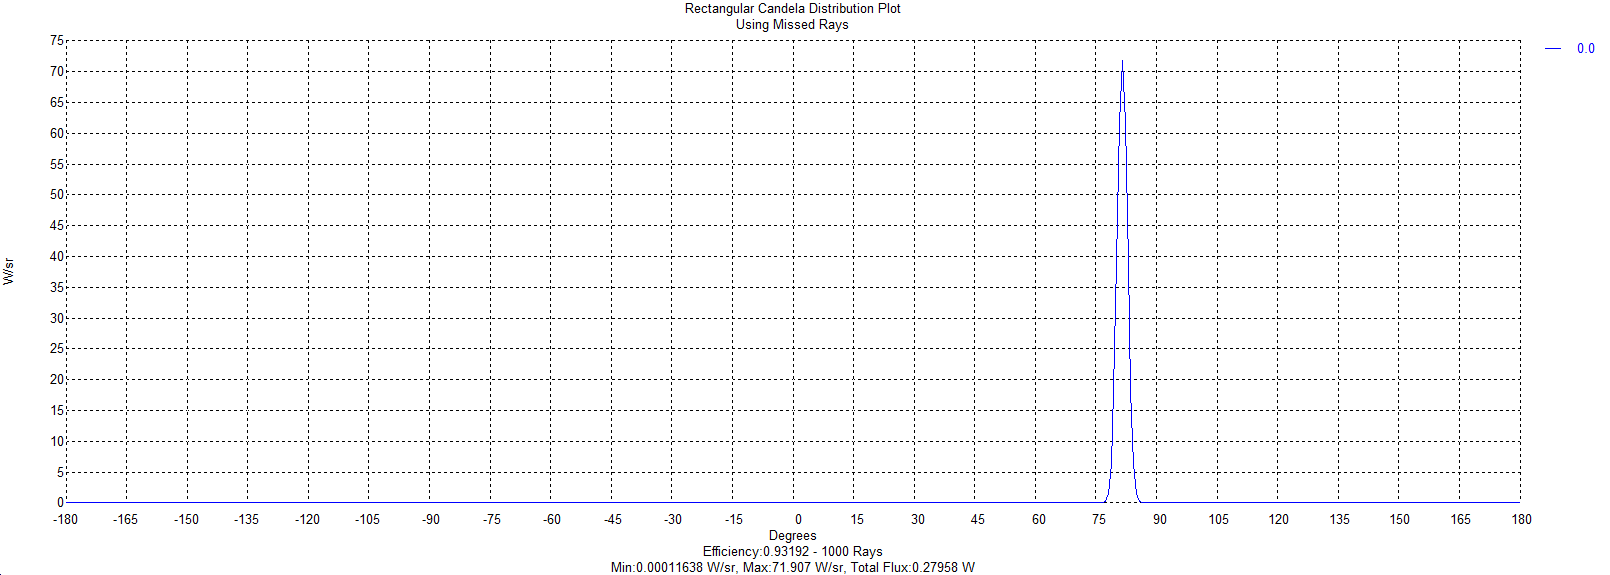 Rectangular Candela Distribution Plot
Using Missed Rays
75
0.0
70
65
60
55
50
45
40
35
30
25
20
15
10
5
0
W/sr
-180 -165 -150 -135 -120 -105 -90 -75 -60 -45 -30 -15 0 15 30 45 60 75 90 105 120 135 150 165 180
Degrees
Efficiency:0.93192 - 1000 Rays
Min:0.00011638 W/sr, Max:71.907 W/sr, Total Flux:0.27958 W